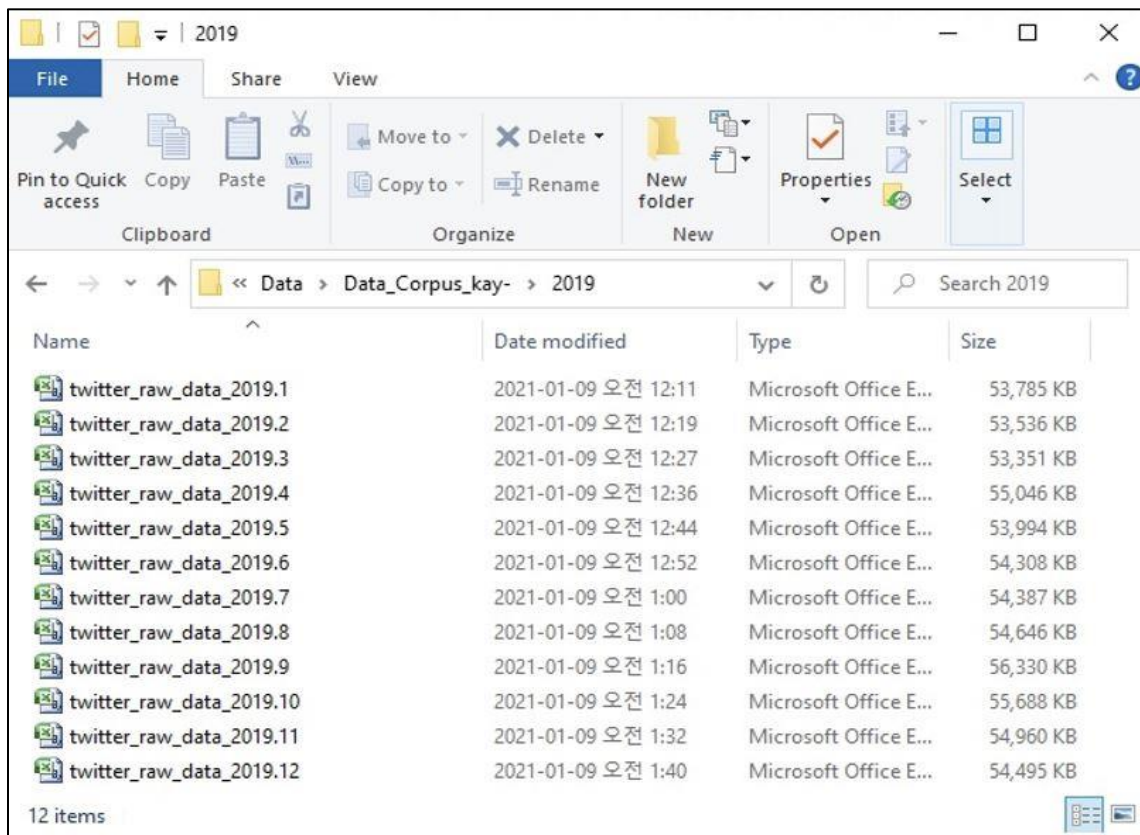 2019
File Home Share View
Pin to Quick access Copy Paste Move to Copy to Delete Rename New folder Properties Select
Clipboard Organize New Open
« Data > Data_Corpus_kay- > 2019 Search 2019
Name Date modified Type Size
twitter_raw_data_2019.1 2021-01-09 오전 12:11 Microsoft Office E... 53,785 KB
twitter_raw_data_2019.2 2021-01-09 오전 12:19 Microsoft Office E... 53,536 KB
twitter_raw_data_2019.3 2021-01-09 오전 12:27 Microsoft Office E... 53,351 KB
twitter_raw_data_2019.4 2021-01-09 오전 12:36 Microsoft Office E... 55,046 KB
twitter_raw_data_2019.5 2021-01-09 오전 12:44 Microsoft Office E... 53,994 KB
twitter_raw_data_2019.6 2021-01-09 오전 12:52 Microsoft Office E... 54,308 KB
twitter_raw_data_2019.7 2021-01-09 오전 1:00 Microsoft Office E... 54,387 KB
twitter_raw_data_2019.8 2021-01-09 오전 1:08 Microsoft Office E... 54,646 KB
twitter_raw_data_2019.9 2021-01-09 오전 1:16 Microsoft Office E... 56,330 KB
twitter_raw_data_2019.10 2021-01-09 오전 1:24 Microsoft Office E... 55,688 KB
twitter_raw_data_2019.11 2021-01-09 오전 1:32 Microsoft Office E... 54,960 KB
twitter_raw_data_2019.12 2021-01-09 오전 1:40 Microsoft Office E... 54,495 KB
12 items